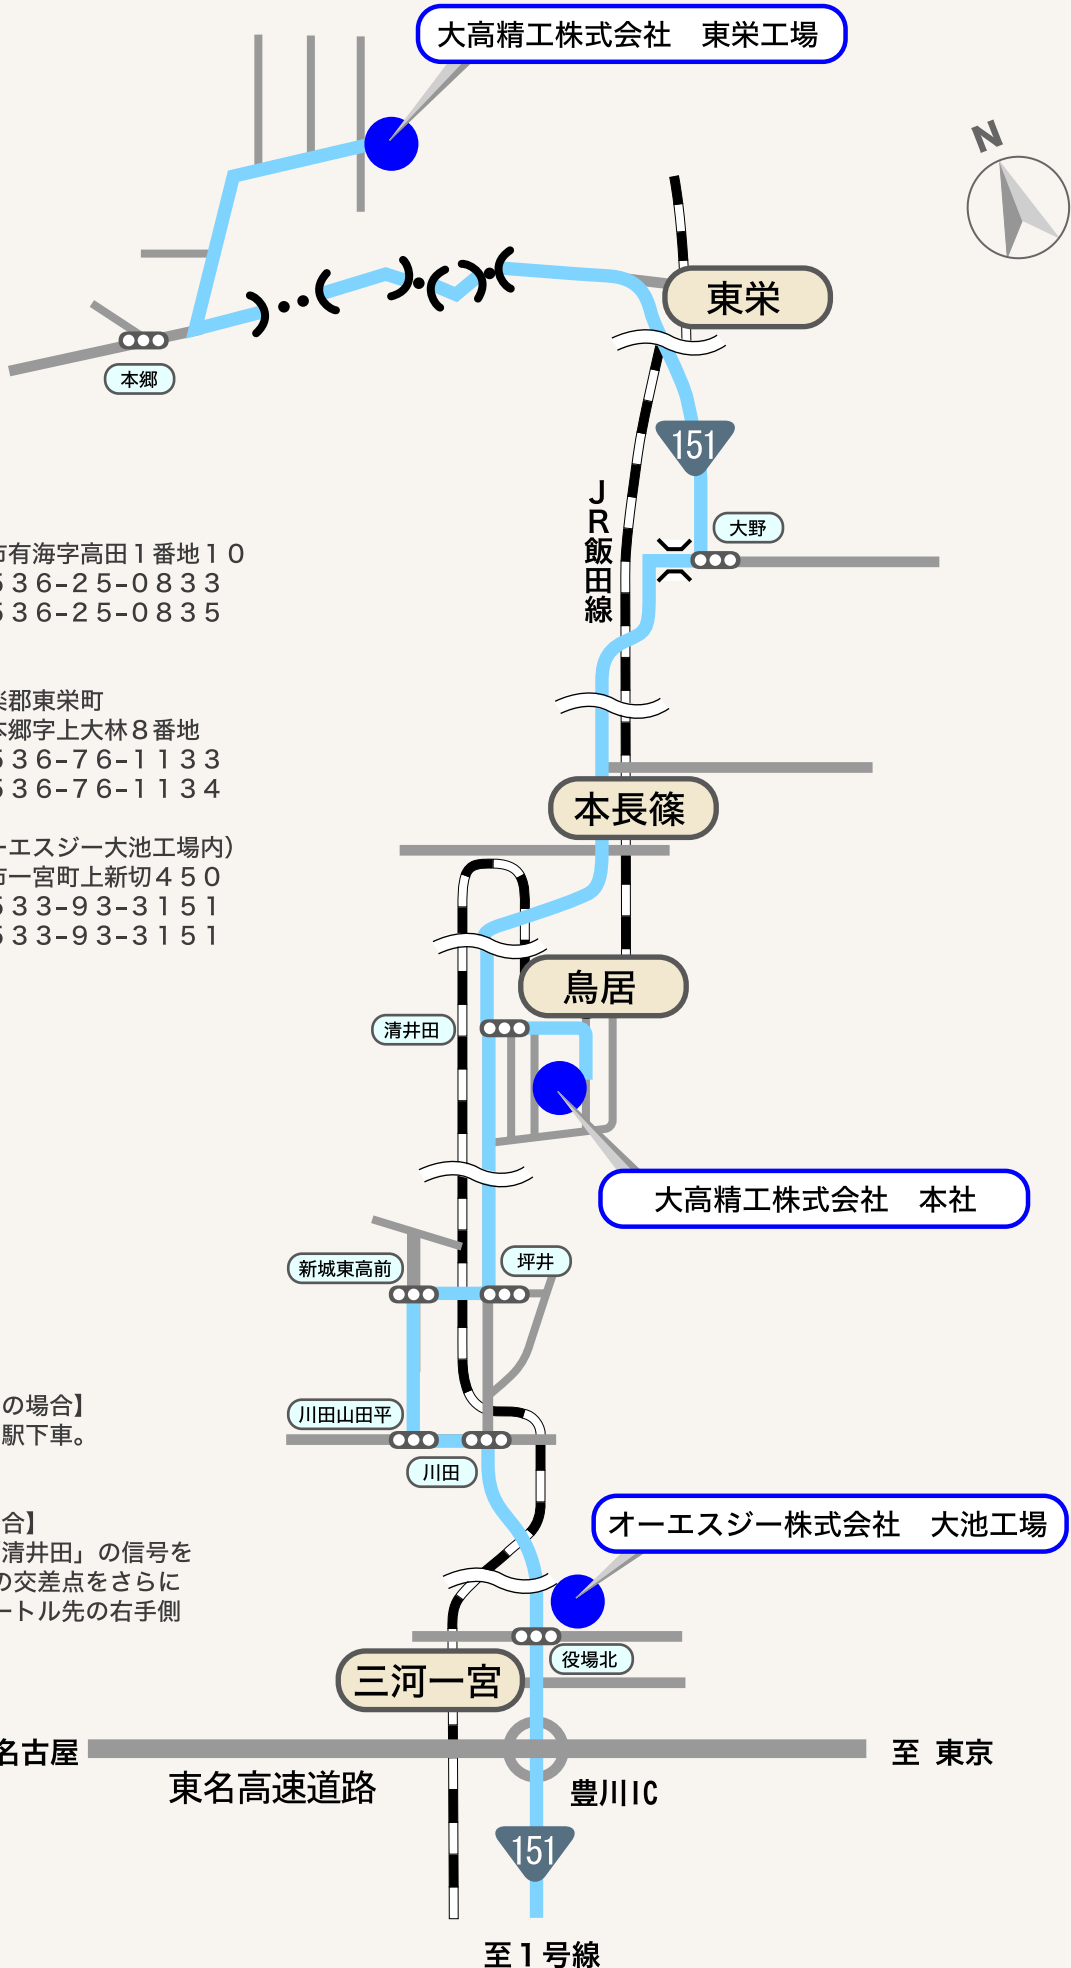 大高精工株式会社　東栄工場
N
東栄
本郷
151
JR飯田線
大野
市有海字高田１番地１０
５３６-２５-０８３３
５３６-２５-０８３５
楽郡東栄町
本郷字上大林８番地
５３６-７６-１１３３
５３６-７６-１１３４
本長篠
ーエスジー大池工場内）
市一宮町上新切４５０
５３３-９３-３１５１
５３３-９３-３１５１
鳥居
清井田
大高精工株式会社　本社
新城東高前
坪井
の場合】
駅下車。
川田山田平
川田
合】
「清井田」の信号を
の交差点をさらに
ートル先の右手側
オーエスジー株式会社　大池工場
役場北
三河一宮
名古屋
至 東京
東名高速道路
豊川IC
151
至１号線